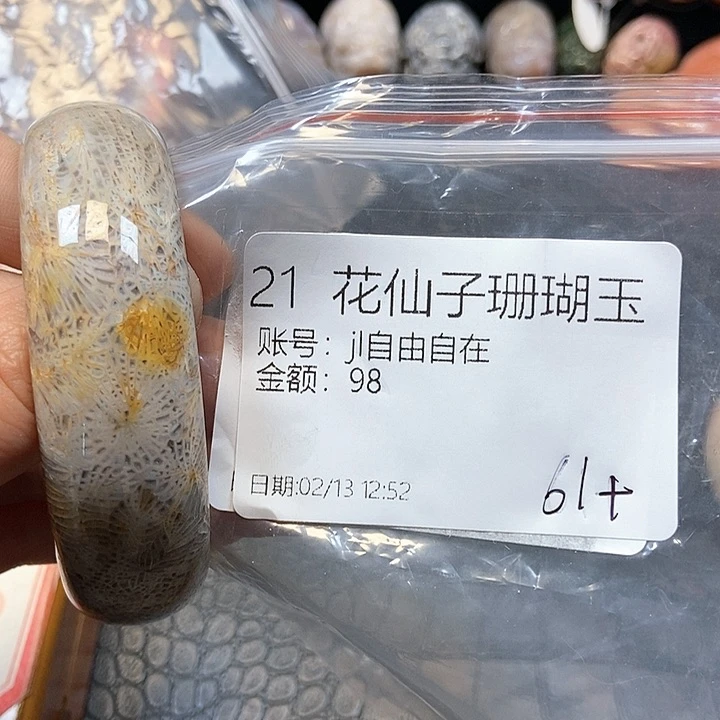 21 花仙子珊瑚玉
账号：jl自由自在
金额：98
日期:02/13 12:52
61+